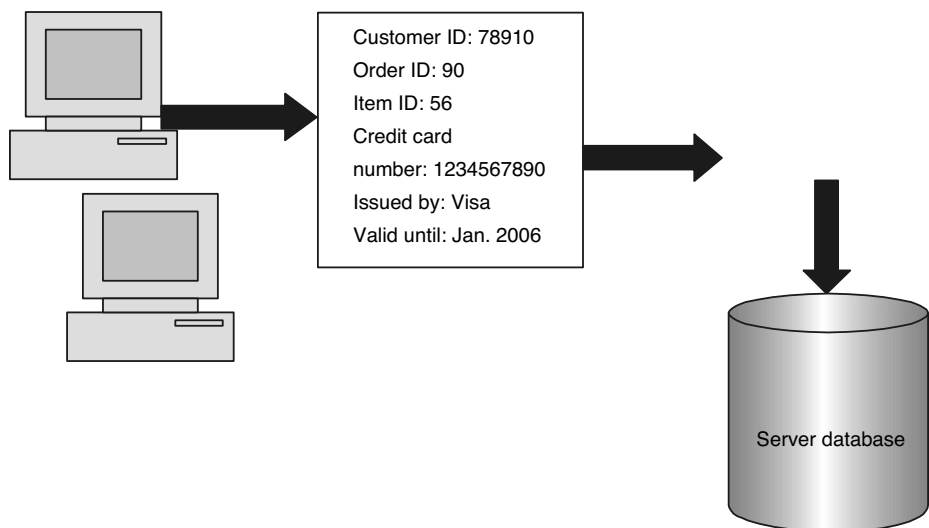 Customer ID: 78910
Order ID: 90
Item ID: 56
Credit card
number: 1234567890
Issued by: Visa
Valid until: Jan. 2006
Server database